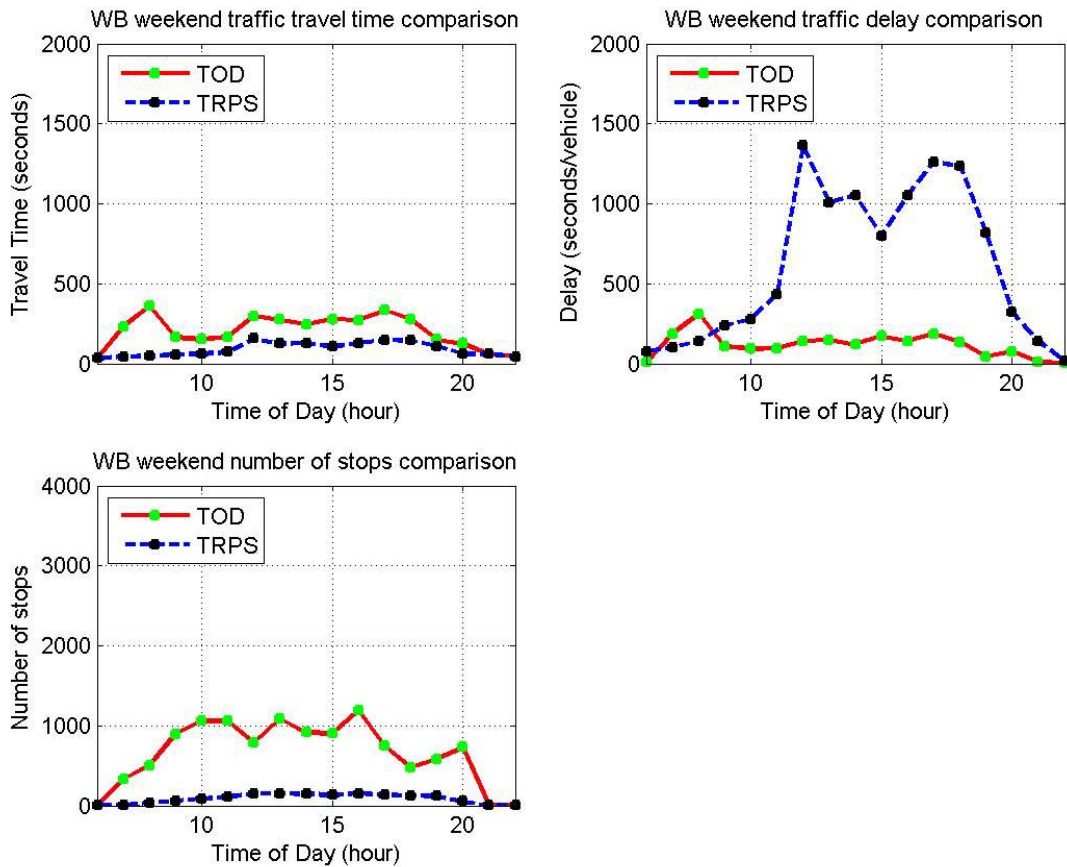 WB weekend traffic travel time comparison
2000
1500
1000
500
0
Travel Time (seconds)
TOD
TRPS
10
15
20
Time of Day (hour)
WB weekend traffic delay comparison
2000
1500
1000
500
0
Delay (seconds/vehicle)
TOD
TRPS
10
15
20
Time of Day (hour)
WB weekend number of stops comparison
4000
3000
2000
1000
0
Number of stops
TOD
TRPS
10
15
20
Time of Day (hour)